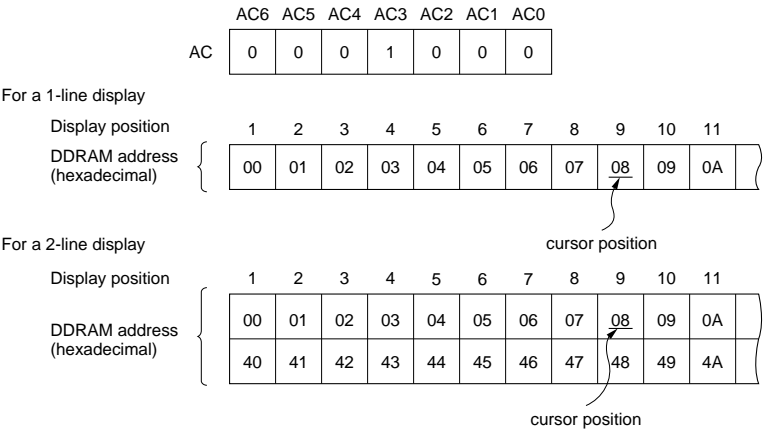 AC6 AC5 AC4 AC3 AC2 AC1 AC0
AC 0 0 0 1 0 0 0
For a 1-line display
Display position 1 2 3 4 5 6 7 8 9 10 11
DDRAM address
(hexadecimal)
00 01 02 03 04 05 06 07 08 09 0A
cursor position
For a 2-line display
Display position 1 2 3 4 5 6 7 8 9 10 11
DDRAM address
(hexadecimal)
00 01 02 03 04 05 06 07 08 09 0A
40 41 42 43 44 45 46 47 48 49 4A
cursor position